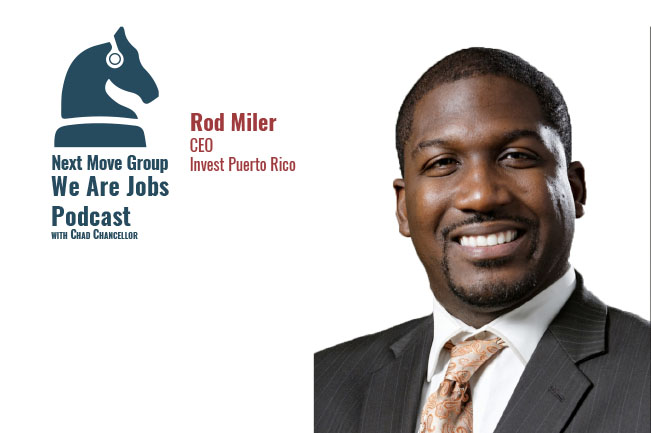 Next Move Group
We Are Jobs
Podcast
with Chad Chancellor
Rod Miler
CEO
Invest Puerto Rico